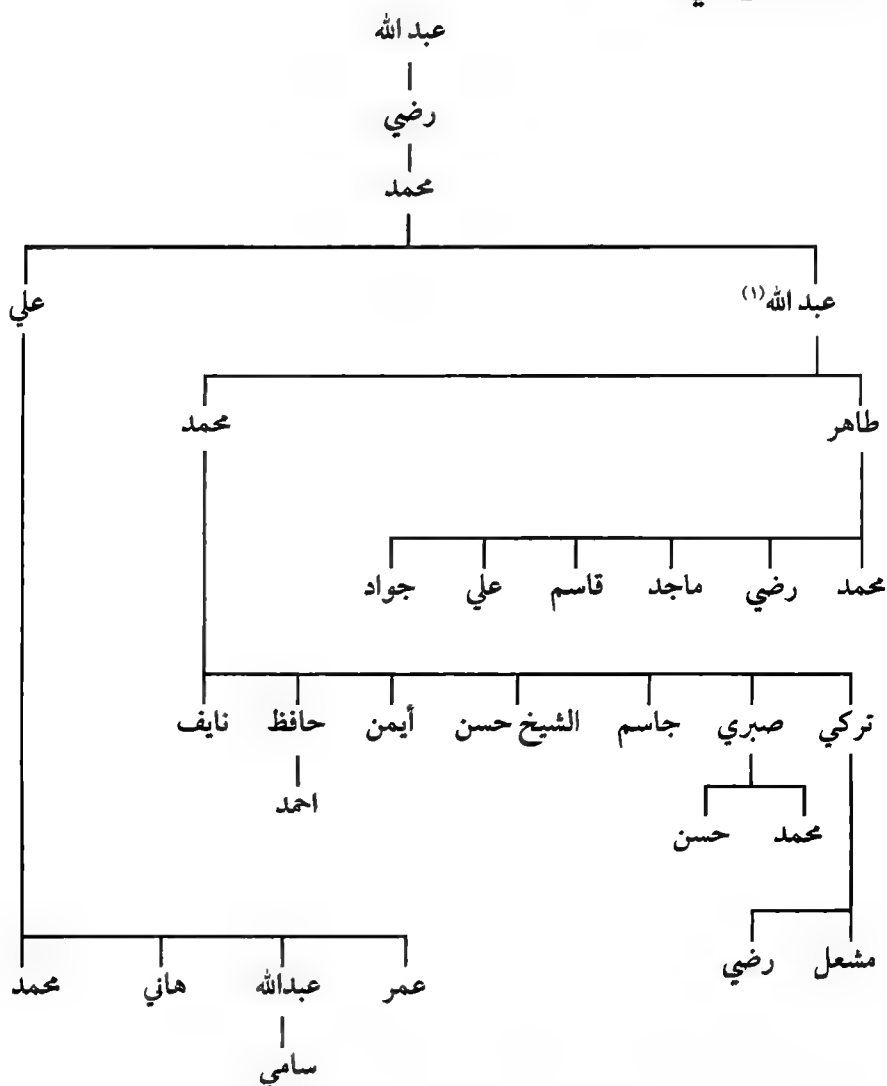 عبد الله
رضي
محمد
عبد الله (١) علي
طاهر محمد
محمد رضي ماجد قاسم علي جواد
تركي صبري جاسم الشيخ حسن أيمن حافظ نايف
محمد حسن احمد
مشعل رضي
عمر عبدالله هاني محمد
سامي